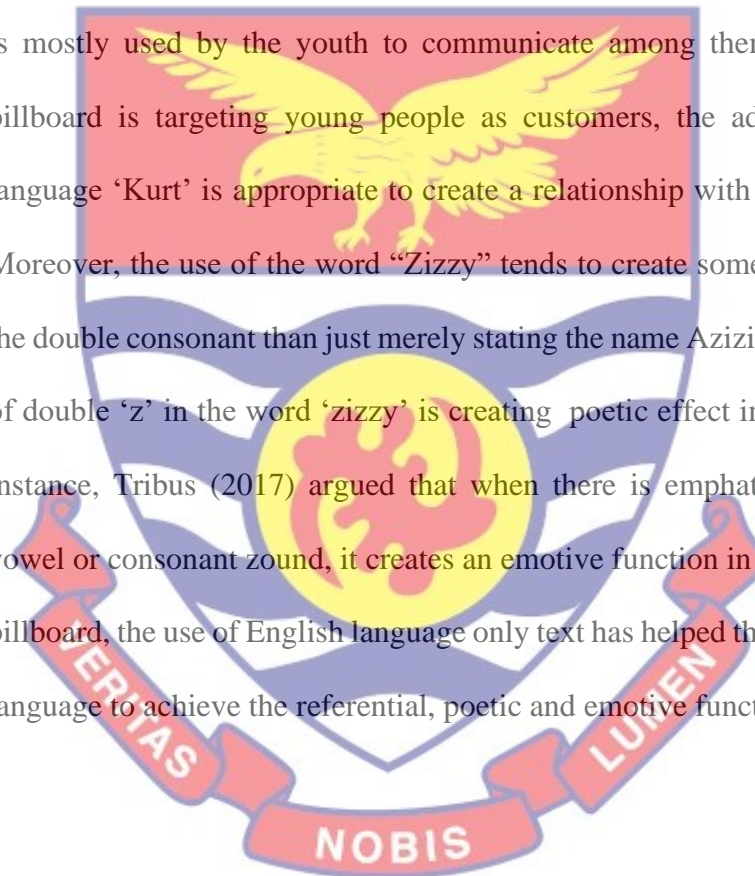 s mostly used by the youth to communicate among ther
billboard is targeting young people as customers, the ad
anguage ‘Kurt’ is appropriate to create a relationship with
Moreover, the use of the word “Zizzy” tends to create some
he double consonant than just merely stating the name Azizi
of double ‘z’ in the word ‘zizzy’ is creating poetic effect in
nstance, Tribus (2017) argued that when there is emphat
vowel or consonant zound, it creates an emotive function in
billboard, the use of English language only text has helped th
anguage to achieve the referential, poetic and emotive funct
VERITAS
NOBIS
LUMEN